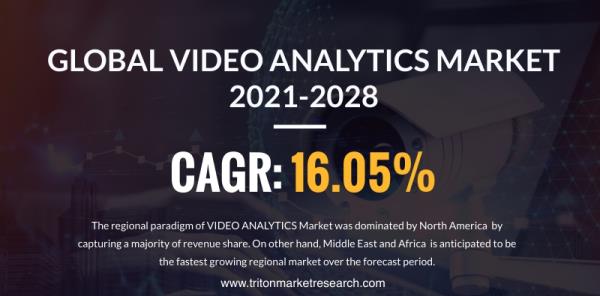 GLOBAL VIDEO ANALYTICS MARKET
2021-2028
CAGR: 16.05%
The regional paradigm of VIDEO ANALYTICS Market was dominated by North America by
capturing a majority of revenue share. On other hand, Middle East and Africa is anticipated to be
the fastest growing regional market over the forecast period.
www.tritonmarketresearch.com